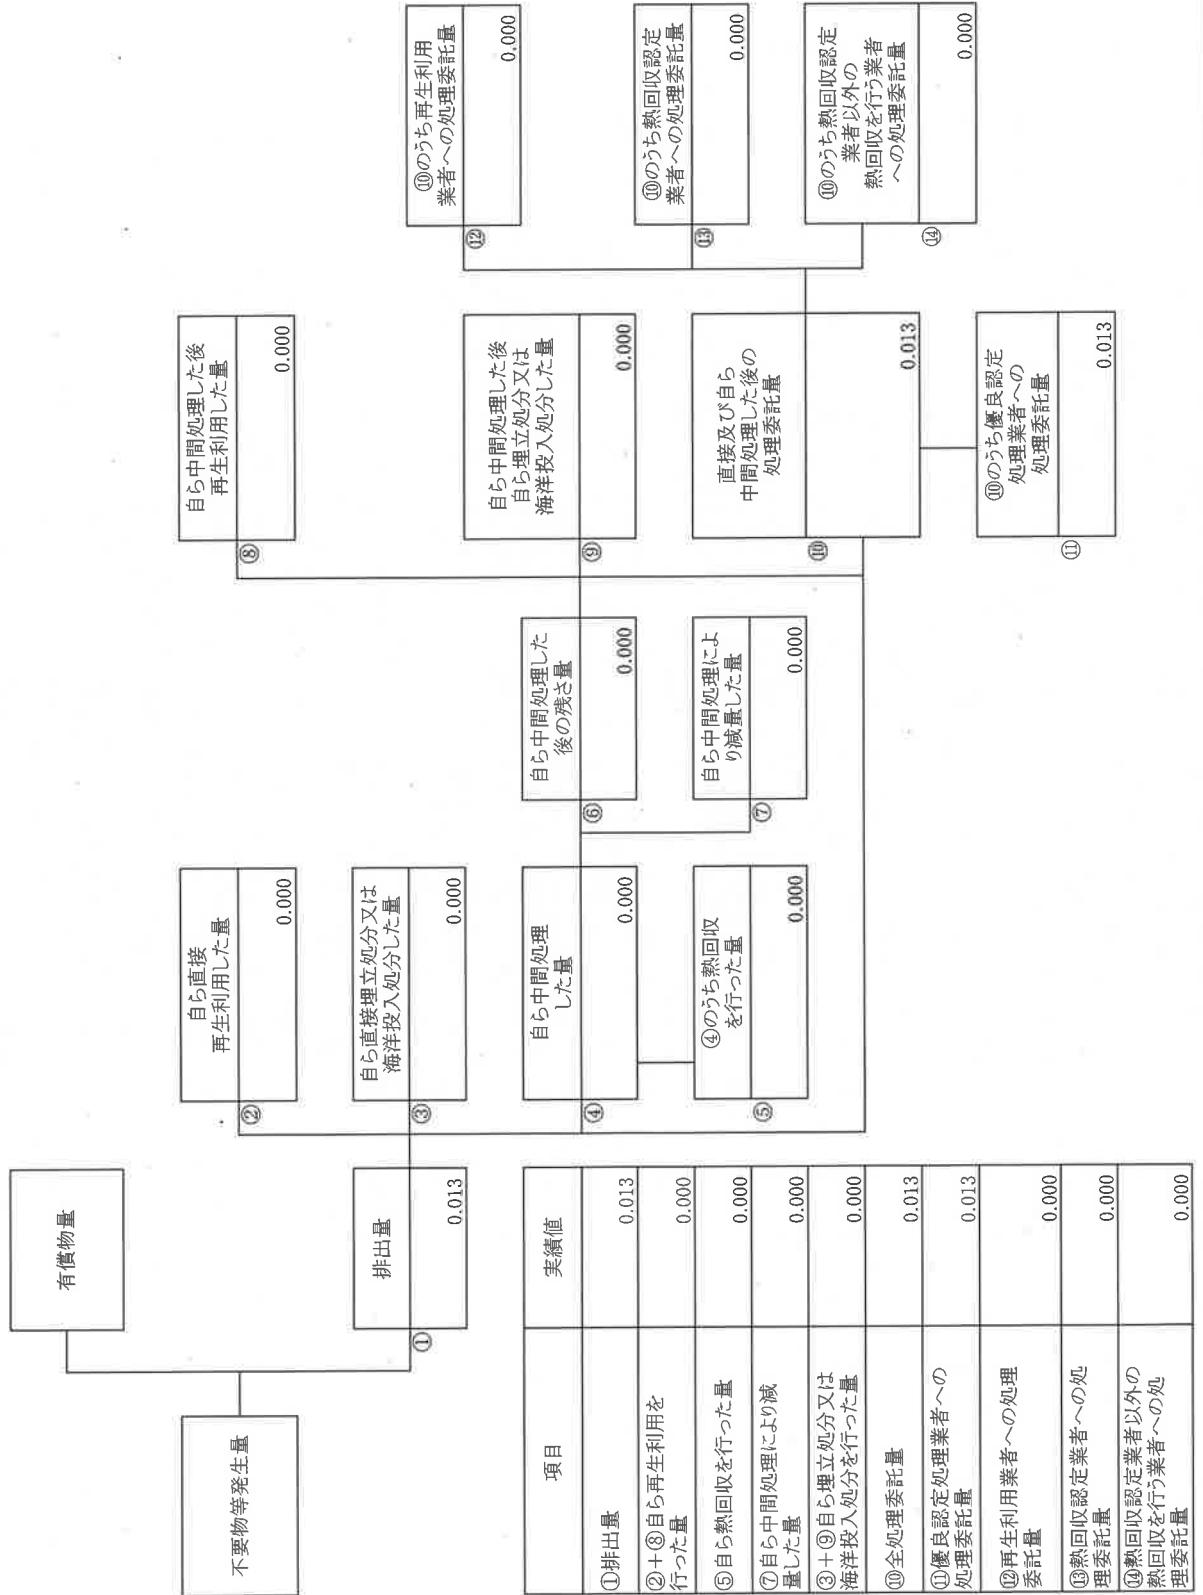 不要物等発生量
有償物量
①
排出量
0.013
②
自ら直接
再生利用した量
0.000
③
自ら直接埋立処分又は
海洋投入処分した量
0.000
④
自ら中間処理
した量
0.000
⑤
④のうち熱回収
を行った量
0.000
⑥
自ら中間処理した
後の残さ量
0.000
⑦
自ら中間処理によ
り減量した量
0.000
⑧
自ら中間処理した後
再生利用した量
0.000
⑨
自ら中間処理した後
自ら埋立処分又は
海洋投入処分した量
0.000
⑩
直接及び自ら
中間処理した後の
処理委託量
0.013
⑪
⑩のうち優良認定
処理業者への
処理委託量
0.013
⑫
⑩のうち再生利用
業者への処理委託量
0.000
⑬
⑩のうち熱回収認定
業者への処理委託量
0.000
⑭
⑩のうち熱回収認定
業者以外の
熱回収を行う業者
への処理委託量
0.000
項目 実績値
①排出量 0.013
②+⑧自ら再生利用を
行った量 0.000
⑤自ら熱回収を行った量 0.000
⑦自ら中間処理により減
量した量 0.000
③+⑨自ら埋立処分又は
海洋投入処分を行った量 0.000
⑩全処理委託量 0.013
⑪優良認定処理業者への
処理委託量 0.013
⑫再生利用業者への処理
委託量 0.000
⑬熱回収認定業者への処
理委託量 0.000
⑭熱回収認定業者以外の
熱回収を行う業者への処
理委託量 0.000